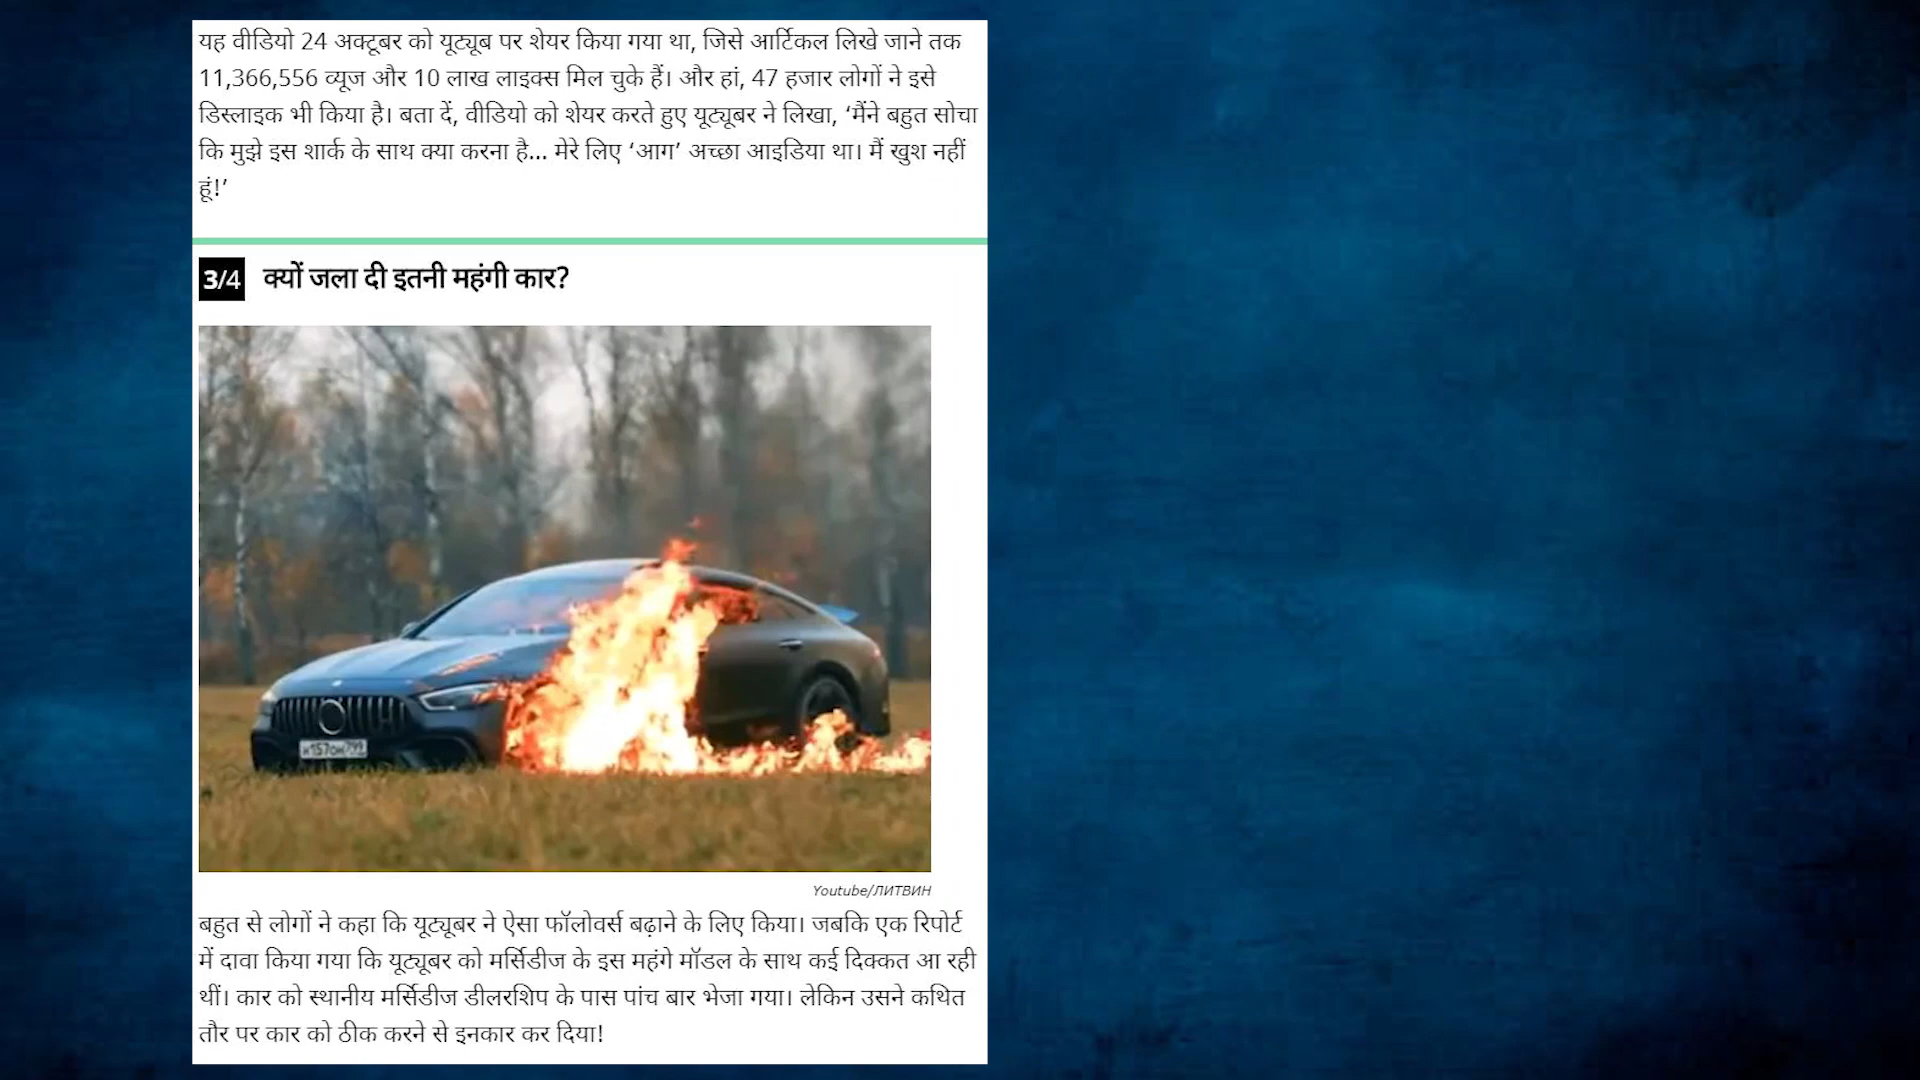 यह वीडियो 24 अक्टूबर को यूट्यूब पर शेयर किया गया था, जिसे आर्टिकल लिखे जाने तक
11,366,556 व्यूज और 10 लाख लाइक्स मिल चुके हैं। और हां, 47 हजार लोगों ने इसे
डिस्लाइक भी किया है। बता दें, वीडियो को शेयर करते हुए यूट्यूबर ने लिखा, ‘मैंने बहुत सोचा
कि मुझे इस शार्क के साथ क्या करना है... मेरे लिए ‘आग’ अच्छा आइडिया था। मैं खुश नहीं
हूं!’
3/4 क्यों जला दी इतनी महंगी कार?
H157OH799
Youtube/ЛИТВИН
बहुत से लोगों ने कहा कि यूट्यूबर ने ऐसा फॉलोवर्स बढ़ाने के लिए किया। जबकि एक रिपोर्ट
में दावा किया गया कि यूट्यूबर को मर्सिडीज के इस महंगे मॉडल के साथ कई दिक्कत आ रही
थीं। कार को स्थानीय मर्सिडीज डीलरशिप के पास पांच बार भेजा गया। लेकिन उसने कथित
तौर पर कार को ठीक करने से इनकार कर दिया!